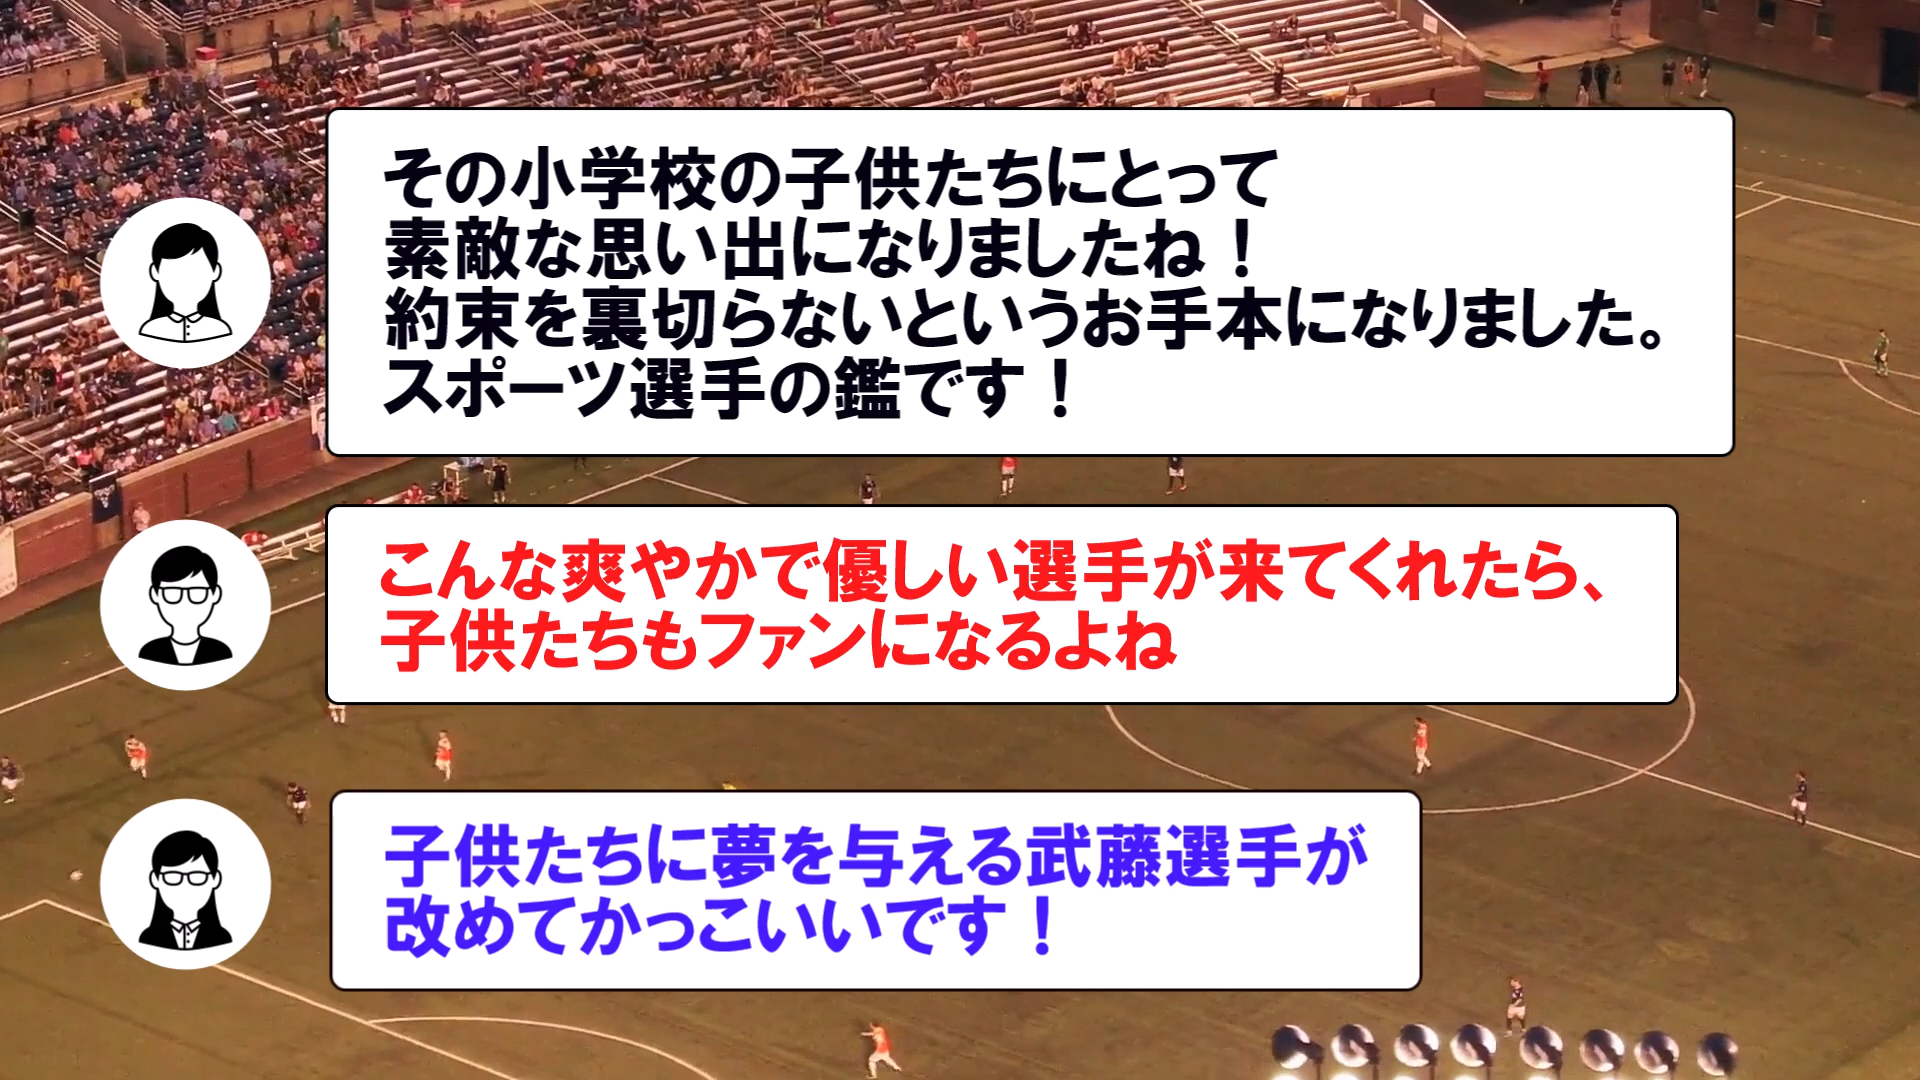 その小学校の子供たちにとって
素敵な思い出になりましたね！
約束を裏切らないというお手本になりました。
スポーツ選手の鑑です！
こんな爽やかで優しい選手が来てくれたら、
子供たちもファンになるよね
子供たちに夢を与える武藤選手が
改めてかっこいいです！